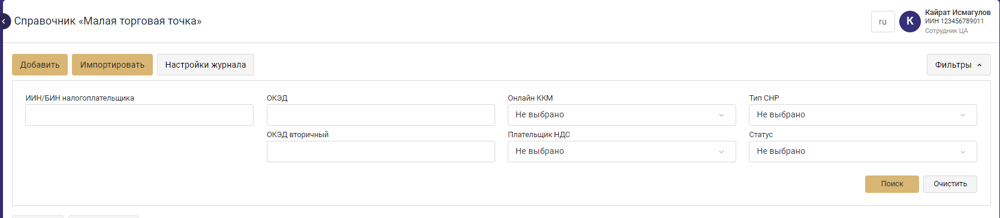 Справочник «Малая торговая точка»
ru
К
Кайрат Исмагулов
ИИН 123456789011
Сотрудник ЦА
Добавить
Импортировать
Настройки журнала
Фильтры
ИИН/БИН налогоплательщика
ОКЭД
Онлайн ККМ
Тип СНР
Не выбрано
Не выбрано
ОКЭД вторичный
Плательщик НДС
Статус
Не выбрано
Не выбрано
Поиск
Очистить